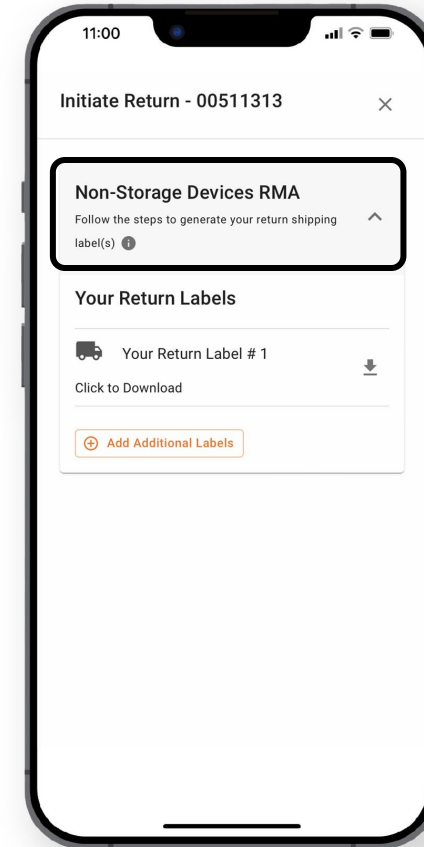 11:00
Initiate Return - 00511313
Non-Storage Devices RMA
Follow the steps to generate your return shipping
label(s)
Your Return Labels
Your Return Label # 1
Click to Download
Add Additional Labels